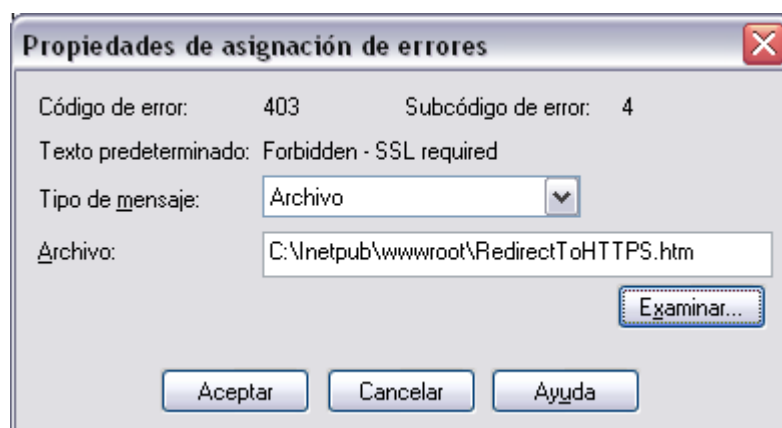 Propiedades de asignación de errores
Código de error: 403 Subcódigo de error: 4
Texto predeterminado: Forbidden - SSL required
Tipo de mensaje: Archivo
Archivo: C:\Inetpub\wwwroot\RedirectToHTTPS.htm
Examinar...
Aceptar Cancelar Ayuda